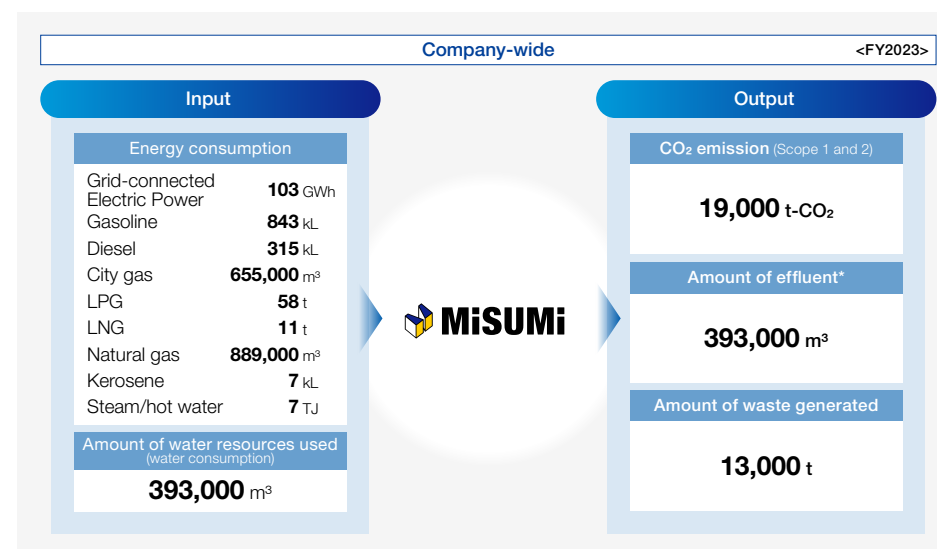 Company-wide <FY2023>
Input
Energy consumption
Grid-connected
Electric Power 103 GWh
Gasoline 843 kL
Diesel 315 kL
City gas 655,000 m³
LPG 58 t
LNG 11 t
Natural gas 889,000 m³
Kerosene 7 kL
Steam/hot water 7 TJ
Amount of water resources used
(water consumption)
393,000 m³
MiSUMi
Output
CO₂ emission (Scope 1 and 2)
19,000 t-CO₂
Amount of effluent*
393,000 m³
Amount of waste generated
13,000 t